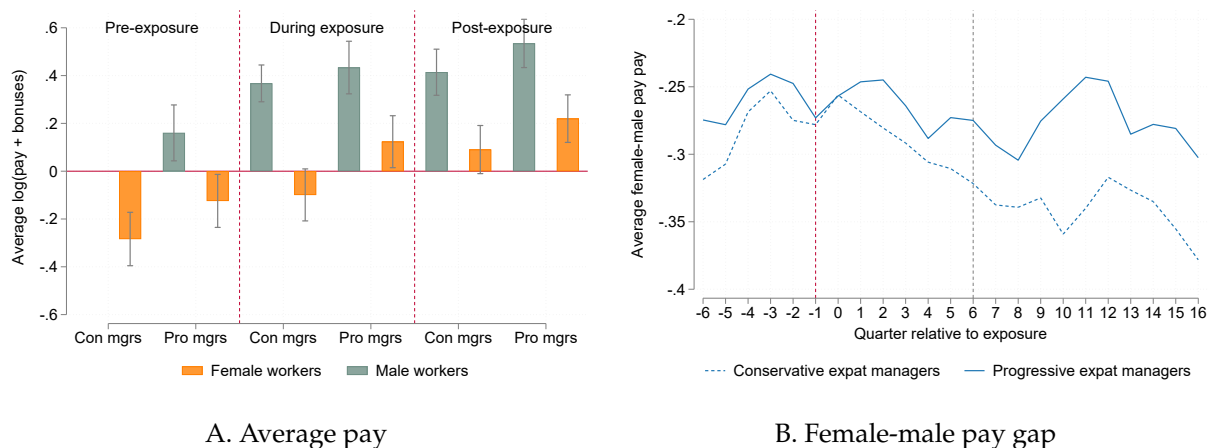 Pre-exposure During exposure Post-exposure
Average log(pay + bonuses)
.6
.4
.2
0
-.2
-.4
.6
Con mgrs Pro mgrs Con mgrs Pro mgrs Con mgrs Pro mgrs
Female workers Male workers
A. Average pay
Average female-male pay pay
-.2
-.25
-.3
-.35
-.4
-6 -5 -4 -3 -2 -1 0 1 2 3 4 5 6 7 8 9 10 11 12 13 14 15 16
Quarter relative to exposure
Conservative expat managers Progressive expat managers
B. Female-male pay gap